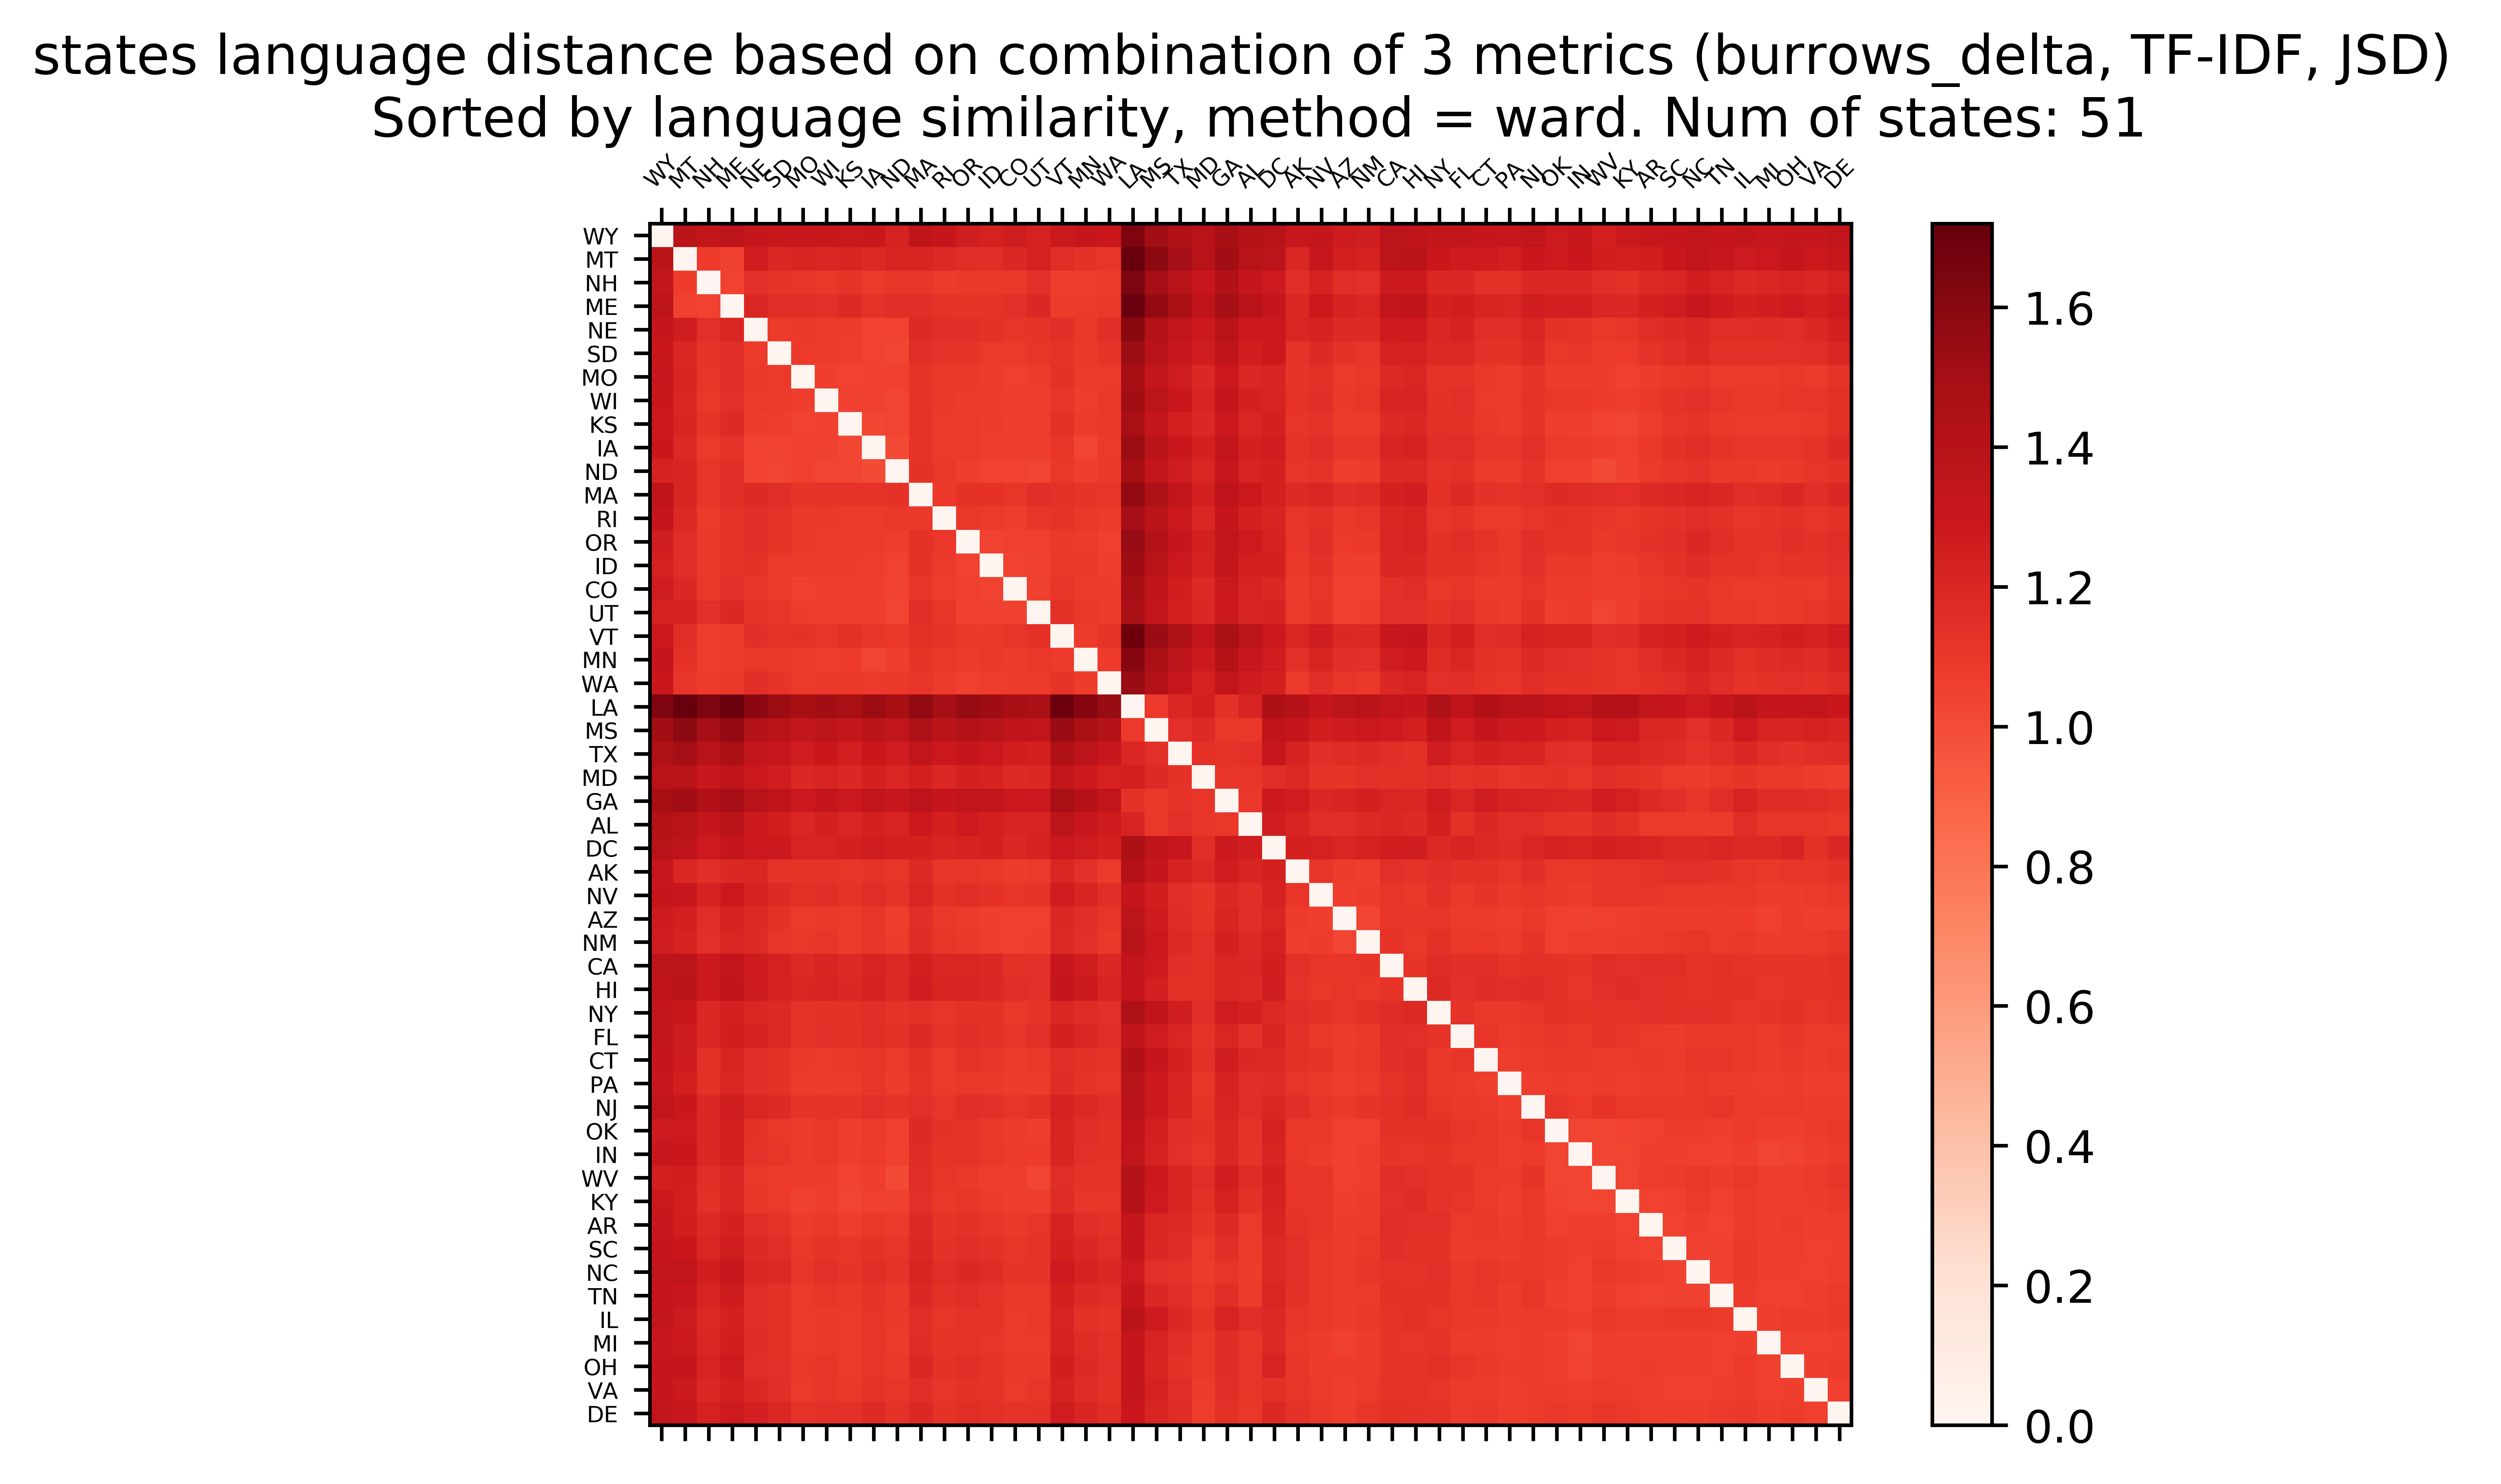 states language distance based on combination of 3 metrics (burrows_delta, TF-IDF, JSD)
Sorted by language similarity, method = ward. Num of states: 51
WY MT NH ME NE SD MO WI KS IA ND MA RI OR ID CO UT VT MN WA LA MS TX MD GA AL DC AK NV AZ NM CA HI NY FL CT PA NJ OK IN WV KY AR SC NC TN IL MI OH VA DE
WY
MT
NH
ME
NE
SD
MO
WI
KS
IA
ND
MA
RI
OR
ID
CO
UT
VT
MN
WA
LA
MS
TX
MD
GA
AL
DC
AK
NV
AZ
NM
CA
HI
NY
FL
CT
PA
NJ
OK
IN
WV
KY
AR
SC
NC
TN
IL
MI
OH
VA
DE
1.6
1.4
1.2
1.0
0.8
0.6
0.4
0.2
0.0